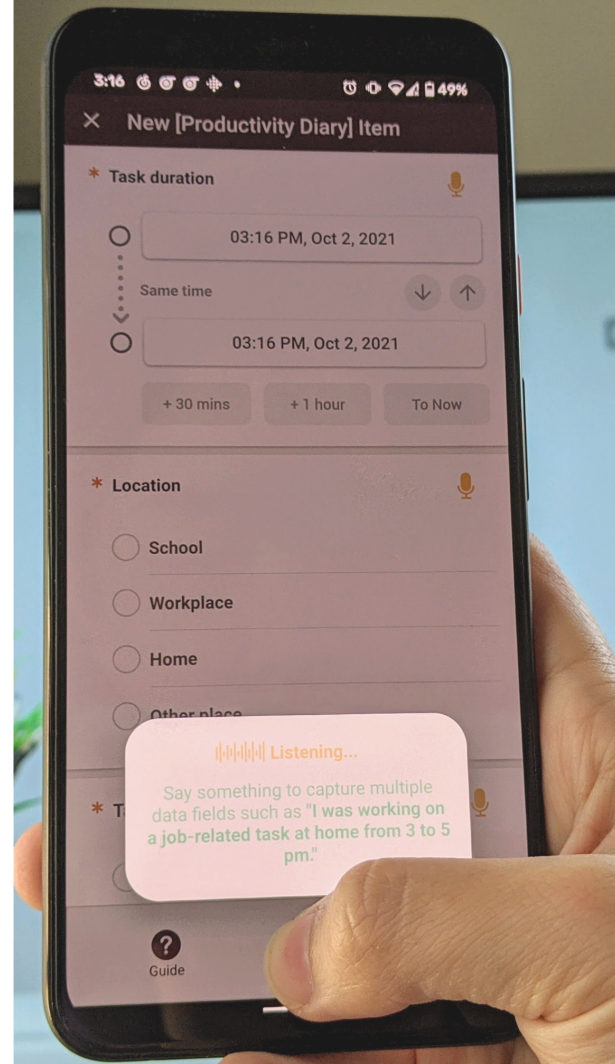 3:16 49%
New [Productivity Diary] Item
* Task duration
03:16 PM, Oct 2, 2021
Same time
03:16 PM, Oct 2, 2021
+ 30 mins + 1 hour To Now
* Location
School
Workplace
Home
Other place
* T
Listening...
Say something to capture multiple
data fields such as "I was working on
a job-related task at home from 3 to 5
pm."
?
Guide